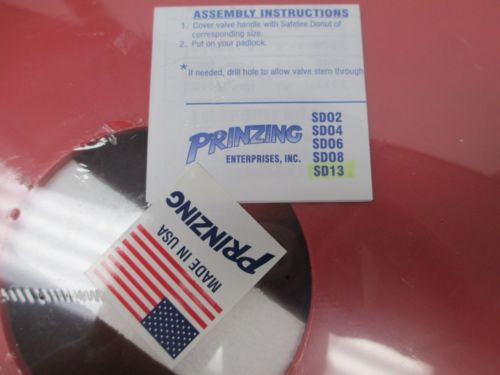 ASSEMBLY INSTRUCTIONS
1. Cover valve handle with Safetee Donut of
corresponding size.
2. Put on your padlock.
*If needed, drill hole to allow valve stem through
PRINZING
ENTERPRISES, INC.
SD02
SD04
SD06
SD08
SD13
PRINZING
MADE IN USA